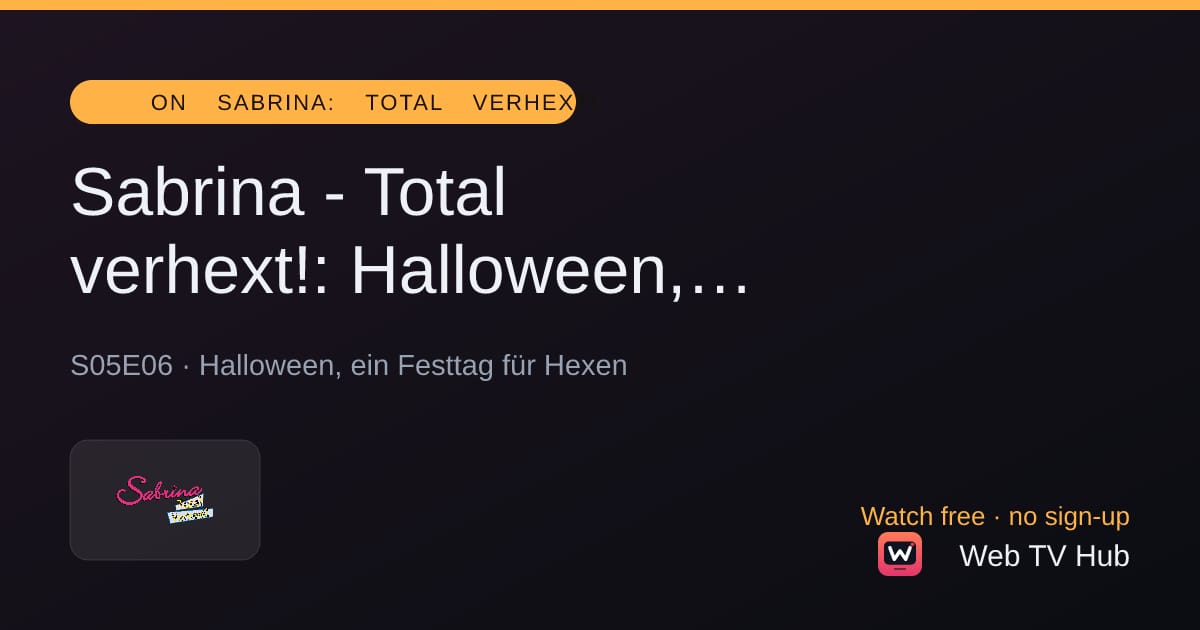 ON SABRINA: TOTAL VERHEX
Sabrina - Total
verhext!: Halloween,…
S05E06 · Halloween, ein Festtag für Hexen
Sabrina
Watch free · no sign-up
W
Web TV Hub